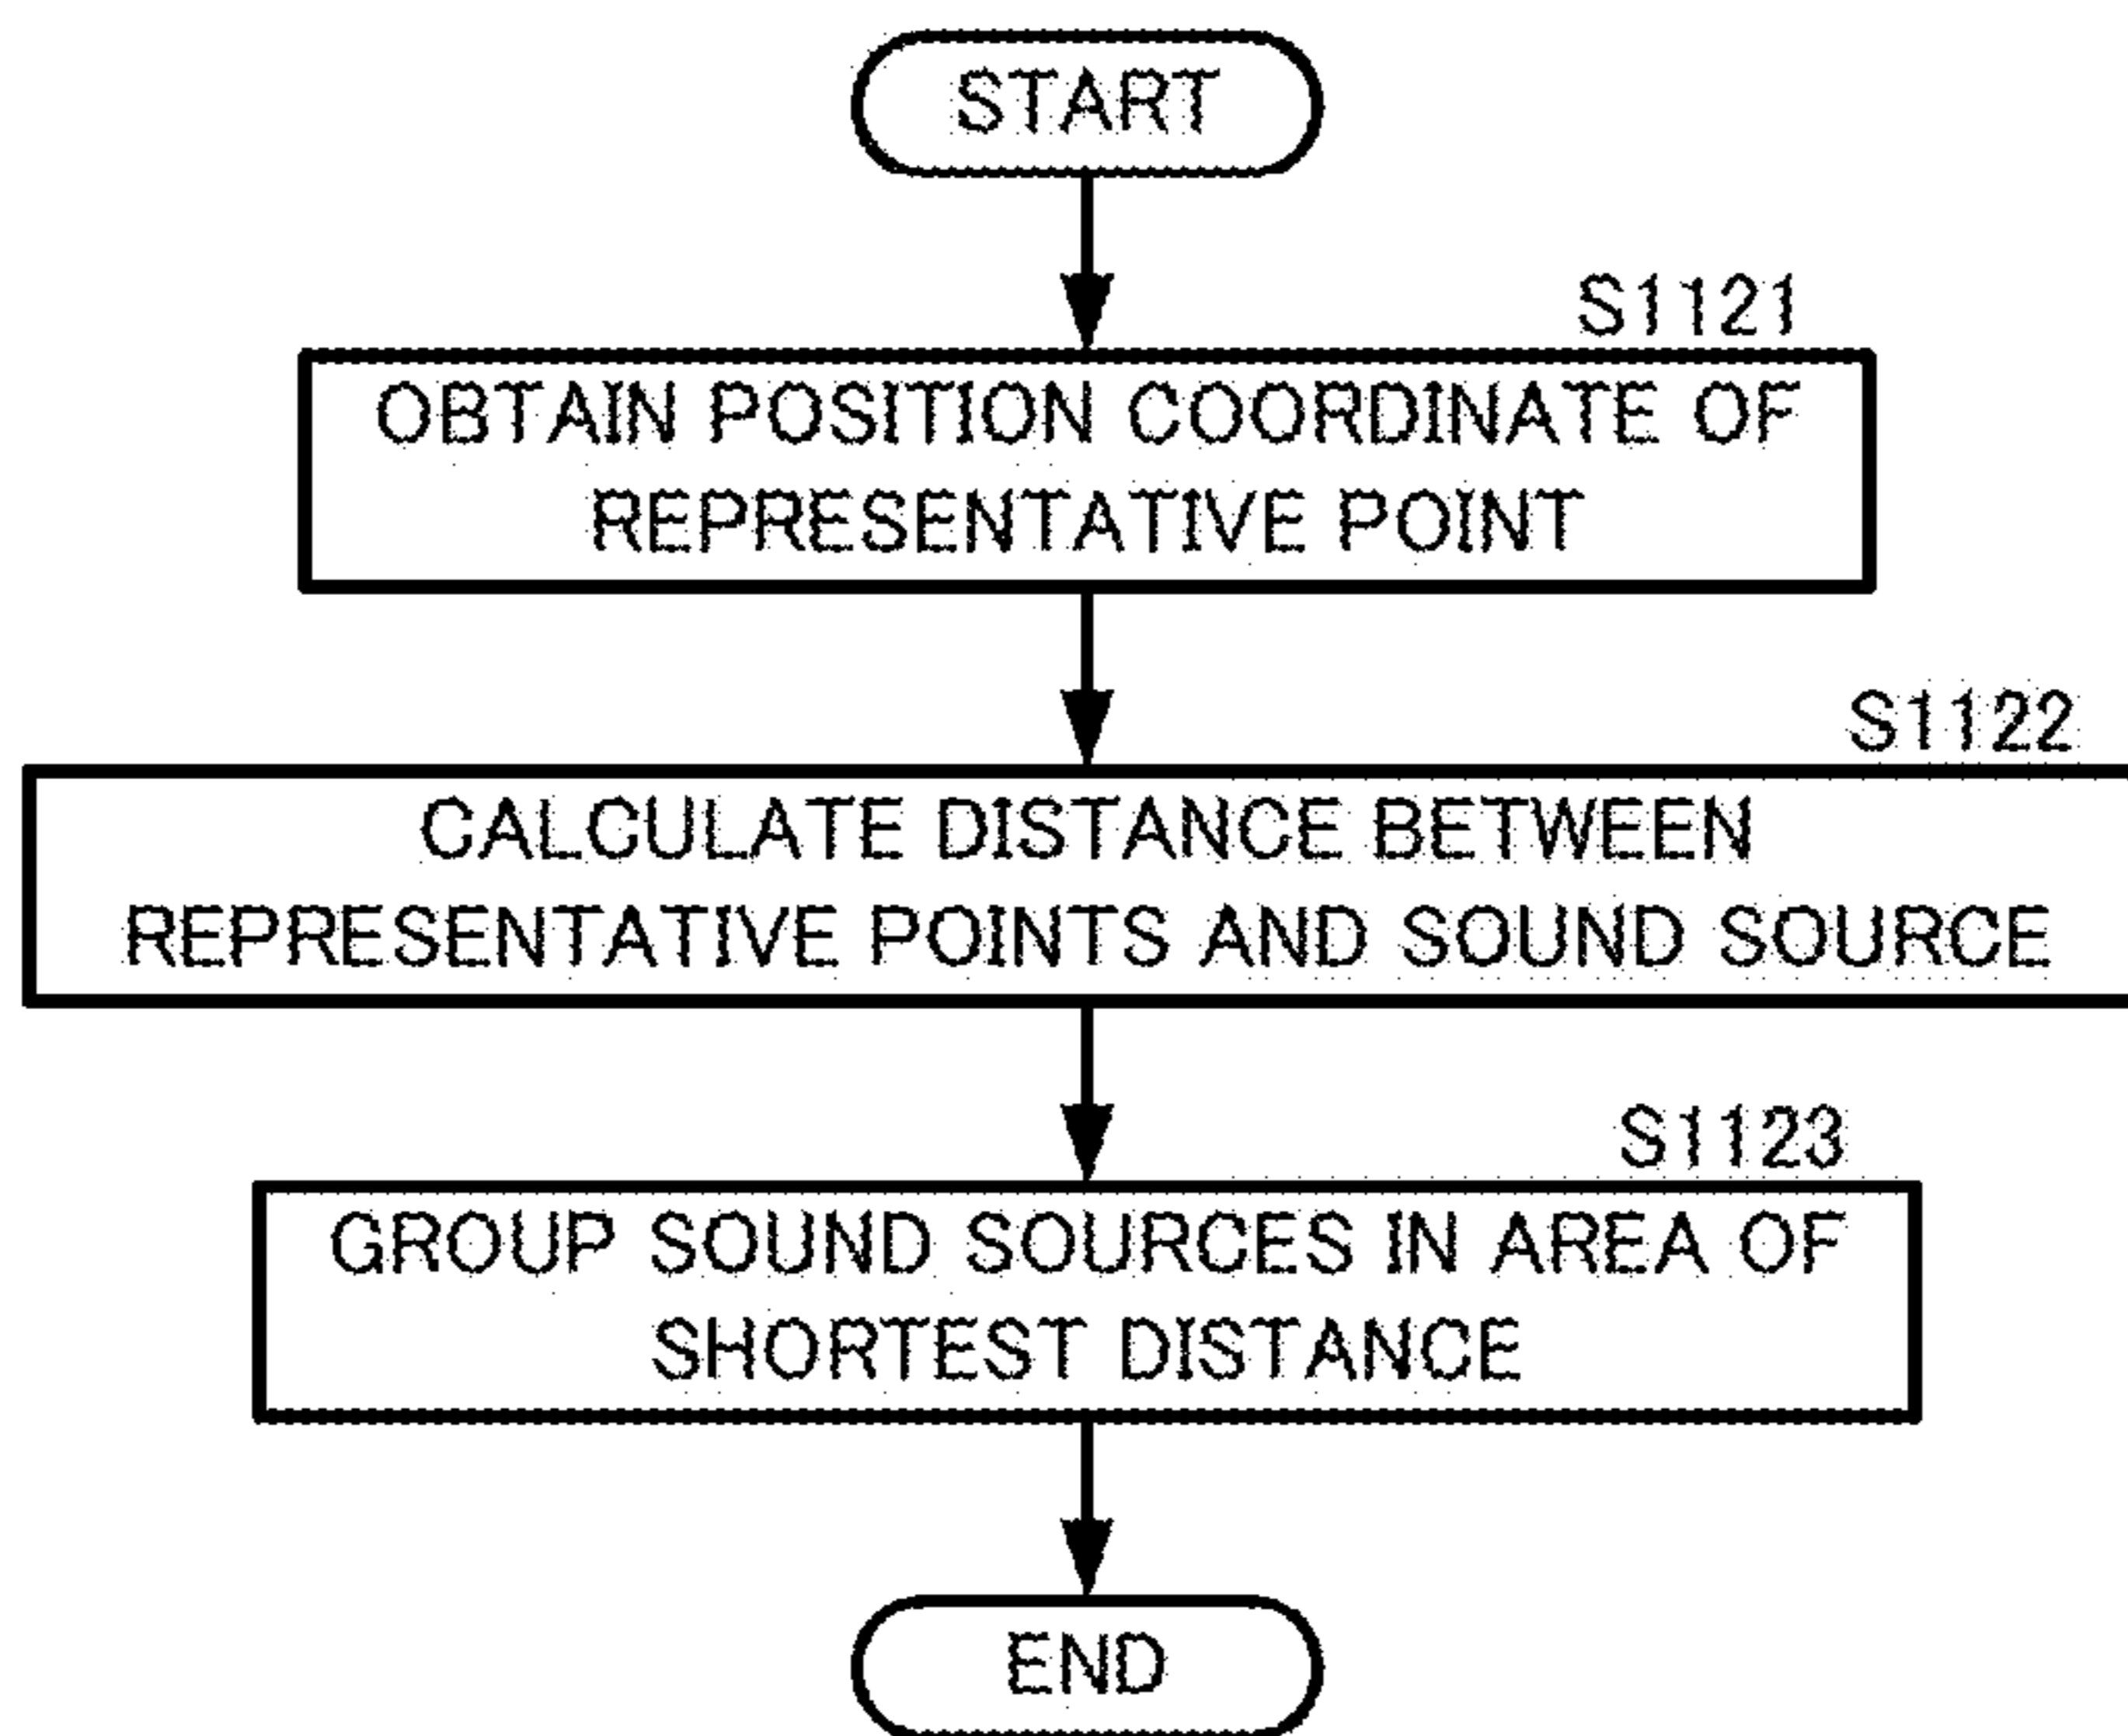 START
S1121
OBTAIN POSITION COORDINATE OF
REPRESENTATIVE POINT
S1122
CALCULATE DISTANCE BETWEEN
REPRESENTATIVE POINTS AND SOUND SOURCE
S1123
GROUP SOUND SOURCES IN AREA OF
SHORTEST DISTANCE
END